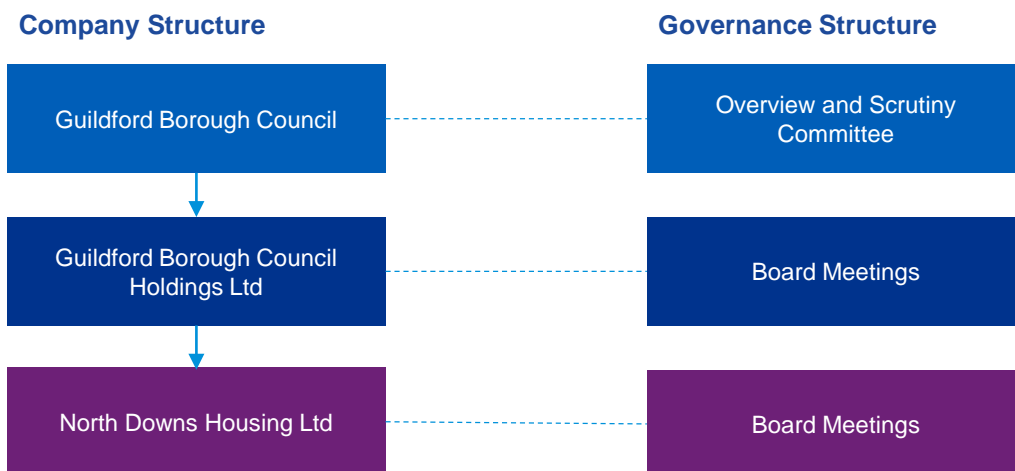 Company Structure
Governance Structure
Guildford Borough Council
Overview and Scrutiny
Committee
Guildford Borough Council
Holdings Ltd
Board Meetings
North Downs Housing Ltd
Board Meetings